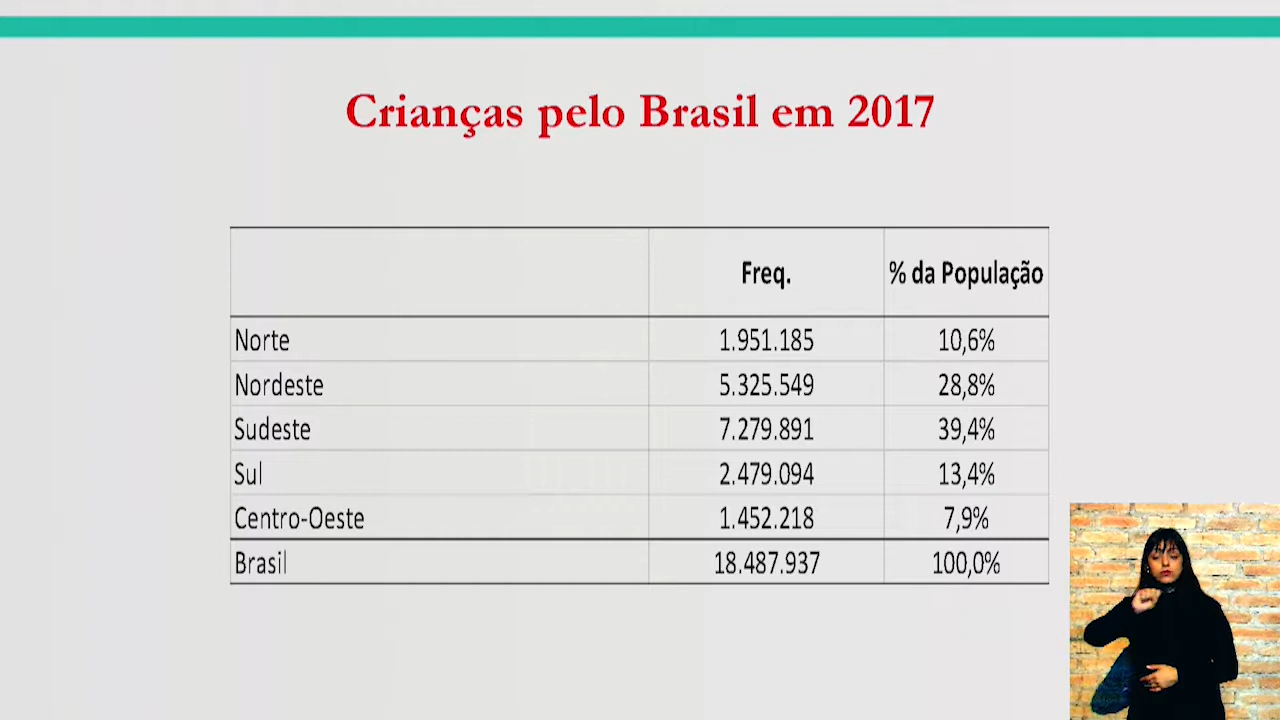 Crianças pelo Brasil em 2017
Freq. % da População
Norte 1.951.185 10,6%
Nordeste 5.325.549 28,8%
Sudeste 7.279.891 39,4%
Sul 2.479.094 13,4%
Centro-Oeste 1.452.218 7,9%
Brasil 18.487.937 100,0%